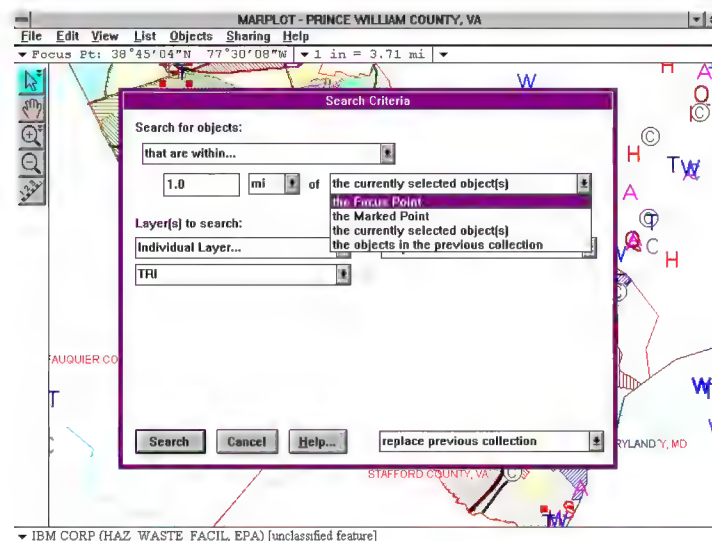 MARPLOT - PRINCE WILLIAM COUNTY, VA
File Edit View List Objects Sharing Help
Focus Pt: 38°45'04"N 77°30'08"W 1 in = 3.71 mi
Search Criteria
Search for objects:
that are within...
1.0 mi of the currently selected object(s)
the Focus Point
the Marked Point
the currently selected object(s)
the objects in the previous collection
Layer(s) to search:
Individual Layer...
TRI
Search Cancel Help... replace previous collection
W
H
A
O
©
H
TW
A
©
T
C
H
W
T
W
AUQUIER CO
RYLAND Y, MD
STAFFORD COUNTY, VA
A
TW
IBM CORP (HAZ WASTE FACIL, EPA) [unclassified feature]